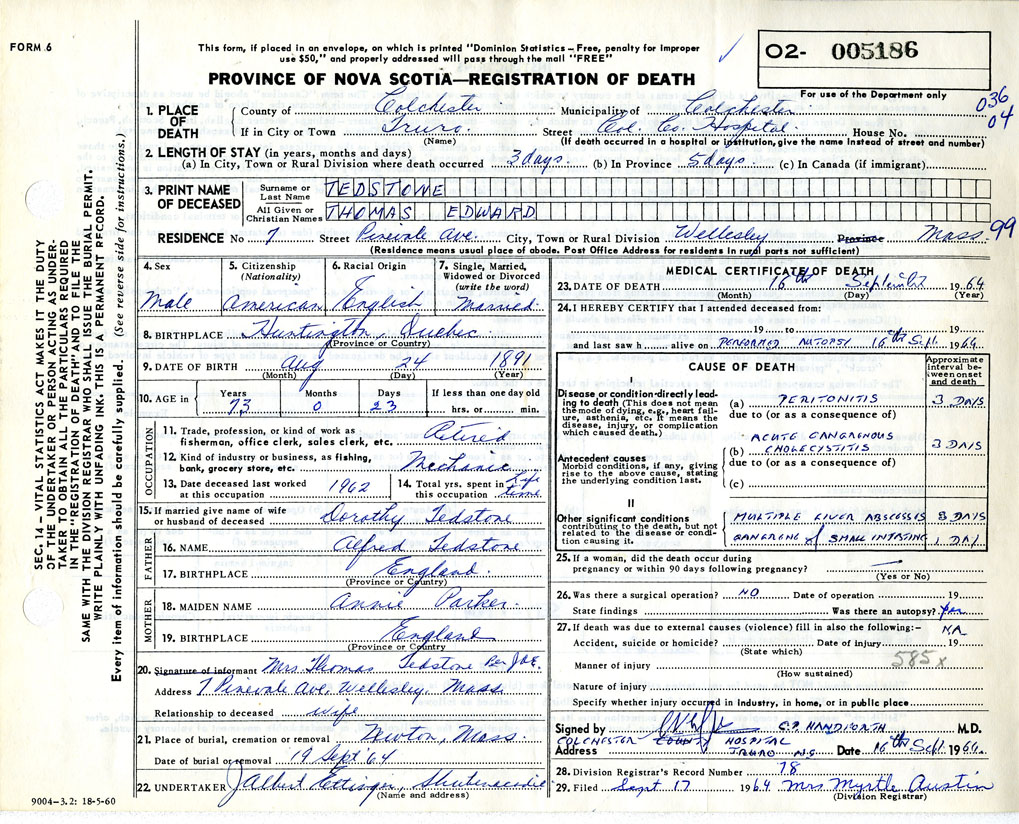 FORM 6
This form, if placed in an envelope, on which is printed "Dominion Statistics – Free, penalty for improper
use $50," and properly addressed will pass through the mail "FREE"
O2- 005186
For use of the Department only
PROVINCE OF NOVA SCOTIA—REGISTRATION OF DEATH
036
04
1. PLACE OF DEATH
County of Colchester Municipality of Colchester
If in City or Town Truro. Street Col. Co. Hospital. House No.
(Name) (If death occurred in a hospital or institution, give the name instead of street and number)
2. LENGTH OF STAY (in years, months and days)
(a) In City, Town or Rural Division where death occurred 3 days. (b) In Province 5 days. (c) In Canada (if immigrant)
3. PRINT NAME OF DECEASED
Surname or Last Name TEDSTONE
All Given or Christian Names THOMAS EDWARD
99
RESIDENCE No 7 Street Pinevale Ave. City, Town or Rural Division Wellesley Province Mass.
(Residence means usual place of abode. Post Office Address for residents in rural parts not sufficient)
4. Sex Male
5. Citizenship (Nationality) American
6. Racial Origin English
7. Single, Married, Widowed or Divorced (write the word) Married
8. BIRTHPLACE Huntington, Quebec
(Province or Country)
9. DATE OF BIRTH Aug 24 1891
(Month) (Day) (Year)
10. AGE in Years 73 Months 0 Days 23 If less than one day old hrs. or min.
OCCUPATION
11. Trade, profession, or kind of work as fisherman, office clerk, sales clerk, etc. Retired
12. Kind of industry or business, as fishing, bank, grocery store, etc. Mechanic
13. Date deceased last worked at this occupation 1962
14. Total yrs. spent in this occupation Life time
15. If married give name of wife or husband of deceased Dorothy Tedstone
FATHER
16. NAME Alfred Tedstone
17. BIRTHPLACE England.
(Province or Country)
MOTHER
18. MAIDEN NAME Annie Parker.
19. BIRTHPLACE England
(Province or Country)
20. Signature of informant Mrs. Thomas Tedstone Per
Address 7 Pinevale Ave, Wellesley, Mass.
Relationship to deceased wife
21. Place of burial, cremation or removal Newton, Mass.
Date of burial or removal 19 Sept '64
22. UNDERTAKER J Albert Ettinger, Shubenacadie
(Name and address)
9004–3.2: 18-5-60
MEDICAL CERTIFICATE OF DEATH
23. DATE OF DEATH 16th September 1964
(Month) (Day) (Year)
24. I HEREBY CERTIFY that I attended deceased from:
19 to 19
and last saw h alive on PERFORMED AUTOPSY 16th Sept. 1964
CAUSE OF DEATH
Approximate interval between onset and death
I
Disease or condition directly leading to death (This does not mean the mode of dying, e.g., heart failure, asthenia, etc. It means the disease, injury, or complication which caused death).
(a) PERITONITIS 3 DAYS
due to (or as a consequence of)
ACUTE GANGRENOUS
(b) CHOLECYSTITIS 3 DAYS
due to (or as a consequence of)
Antecedent causes
Morbid conditions, if any, giving rise to the above cause, stating the underlying condition last.
(c)
II
Other significant conditions contributing to the death, but not related to the disease or condition causing it.
MULTIPLE LIVER ABSCESSES 3 DAYS
GANGRENE of SMALL INTESTINE 1 DAY
25. If a woman, did the death occur during pregnancy or within 90 days following pregnancy? —
(Yes or No)
26. Was there a surgical operation? NO Date of operation 19
State findings Was there an autopsy? Yes
27. If death was due to external causes (violence) fill in also the following:– NA
Accident, suicide or homicide? Date of injury 19
(State which)
585x
Manner of injury
(How sustained)
Nature of injury
Specify whether injury occurred in industry, in home, or in public place
Signed by C.P. HANDFORTH M.D.
Address COLCHESTER COUNTY HOSPITAL TRURO N.S. Date 16th Sept. 1964.
28. Division Registrar's Record Number 78
29. Filed Sept 17 1964 Mrs Myrtle Austin
(Division Registrar)
SEC. 14 – VITAL STATISTICS ACT MAKES IT THE DUTY
OF THE UNDERTAKER OR PERSON ACTING AS UNDER-
TAKER TO OBTAIN ALL THE PARTICULARS REQUIRED
IN THE "REGISTRATION OF DEATH" AND TO FILE THE
SAME WITH THE DIVISION REGISTRAR WHO SHALL ISSUE THE BURIAL PERMIT.
WRITE PLAINLY WITH UNFADING INK. THIS IS A PERMANENT RECORD.
Every item of information should be carefully supplied. (See reverse side for instructions.)